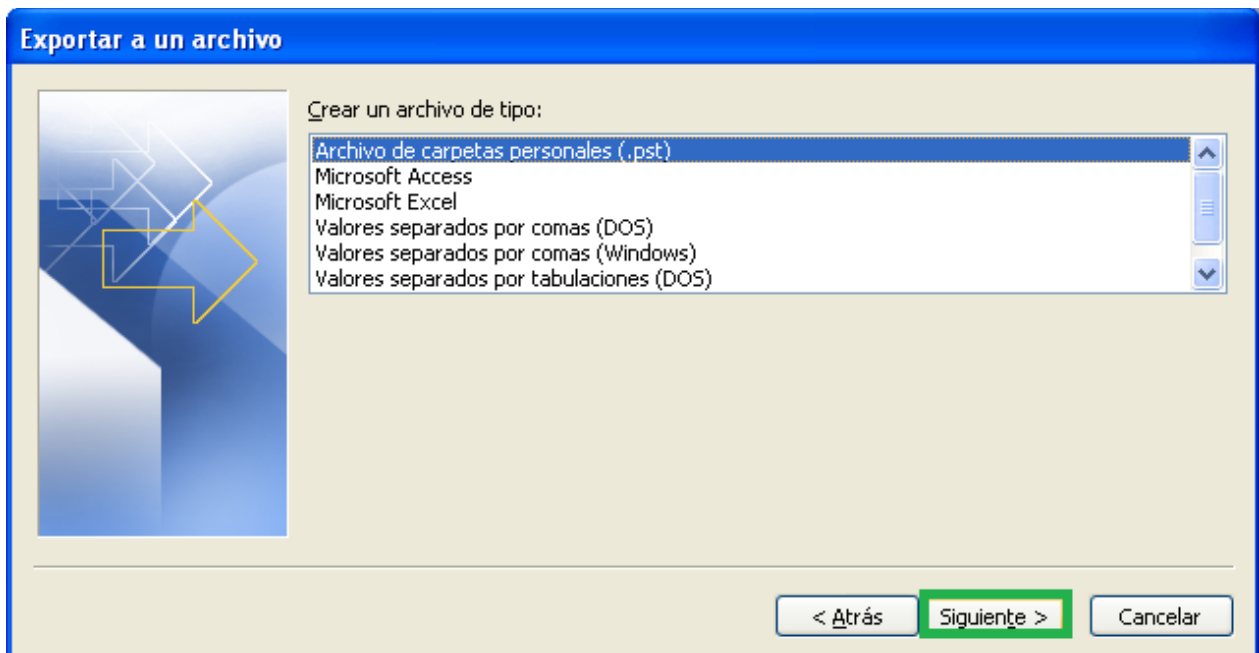 Exportar a un archivo
Crear un archivo de tipo:
Archivo de carpetas personales (.pst)
Microsoft Access
Microsoft Excel
Valores separados por comas (DOS)
Valores separados por comas (Windows)
Valores separados por tabulaciones (DOS)
< Atrás
Siguiente >
Cancelar